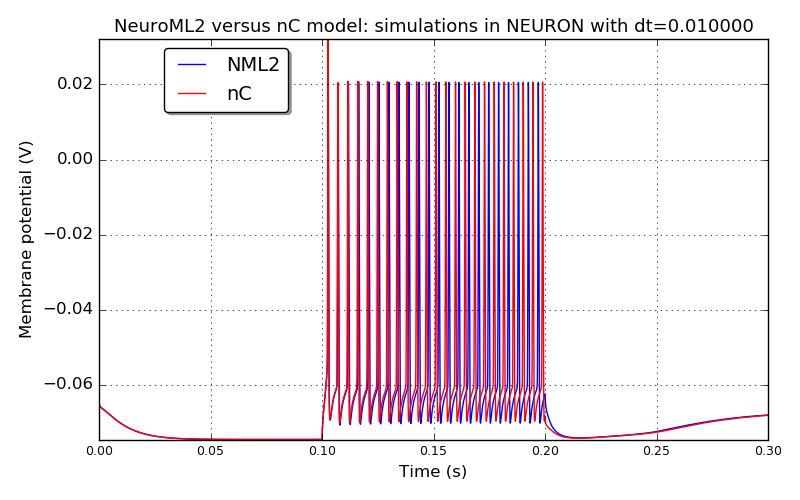 NeuroML2 versus nC model: simulations in NEURON with dt=0.010000
NML2
nC
Membrane potential (V)
0.02
0.00
−0.02
−0.04
−0.06
0.00
0.05
0.10
0.15
0.20
0.25
0.30
Time (s)